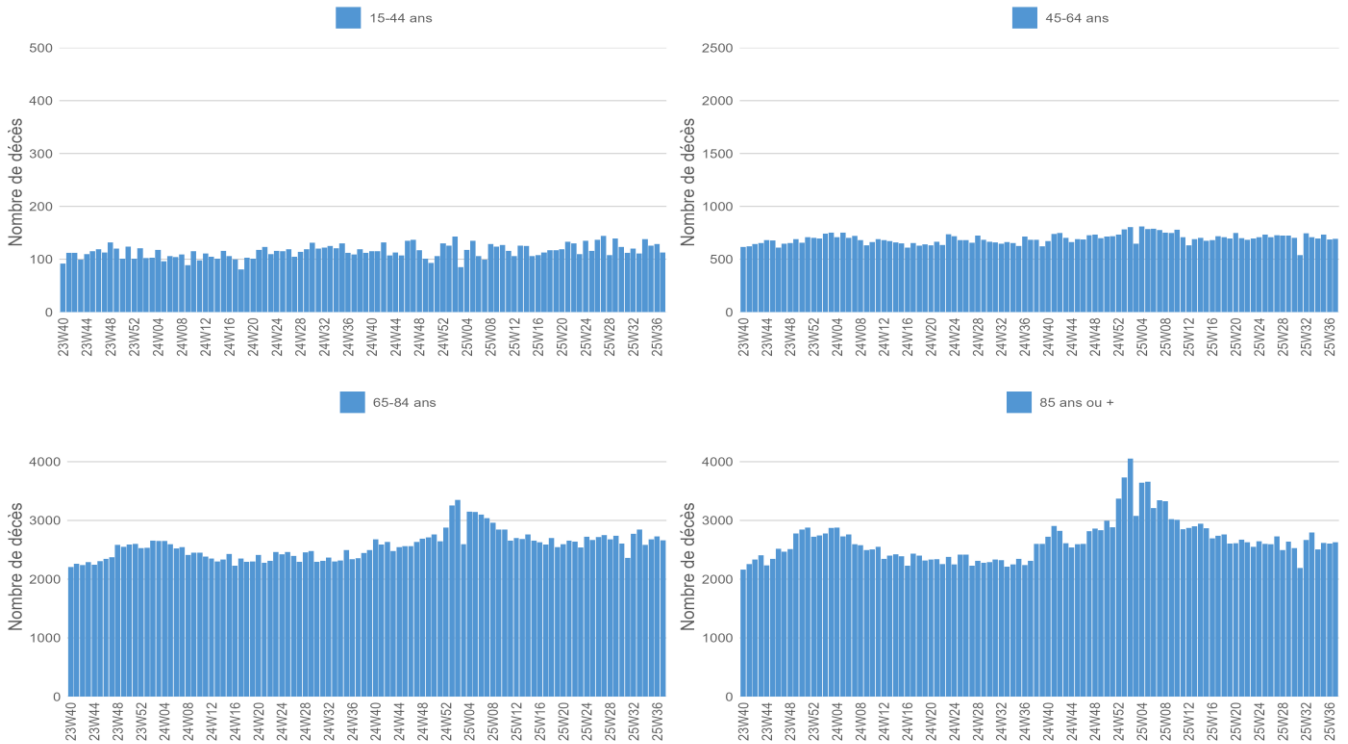 15-44 ans
Nombre de décès
500
400
300
200
100
0
23W40 23W44 23W48 23W52 24W04 24W08 24W12 24W16 24W20 24W24 24W28 24W32 24W36 24W40 24W44 24W48 24W52 25W04 25W08 25W12 25W16 25W20 25W24 25W28 25W32 25W36
45-64 ans
Nombre de décès
2500
2000
1500
1000
500
0
23W40 23W44 23W48 23W52 24W04 24W08 24W12 24W16 24W20 24W24 24W28 24W32 24W36 24W40 24W44 24W48 24W52 25W04 25W08 25W12 25W16 25W20 25W24 25W28 25W32 25W36
65-84 ans
Nombre de décès
4000
3000
2000
1000
0
23W40 23W44 23W48 23W52 24W04 24W08 24W12 24W16 24W20 24W24 24W28 24W32 24W36 24W40 24W44 24W48 24W52 25W04 25W08 25W12 25W16 25W20 25W24 25W28 25W32 25W36
85 ans ou +
Nombre de décès
4000
3000
2000
1000
0
23W40 23W44 23W48 23W52 24W04 24W08 24W12 24W16 24W20 24W24 24W28 24W32 24W36 24W40 24W44 24W48 24W52 25W04 25W08 25W12 25W16 25W20 25W24 25W28 25W32 25W36